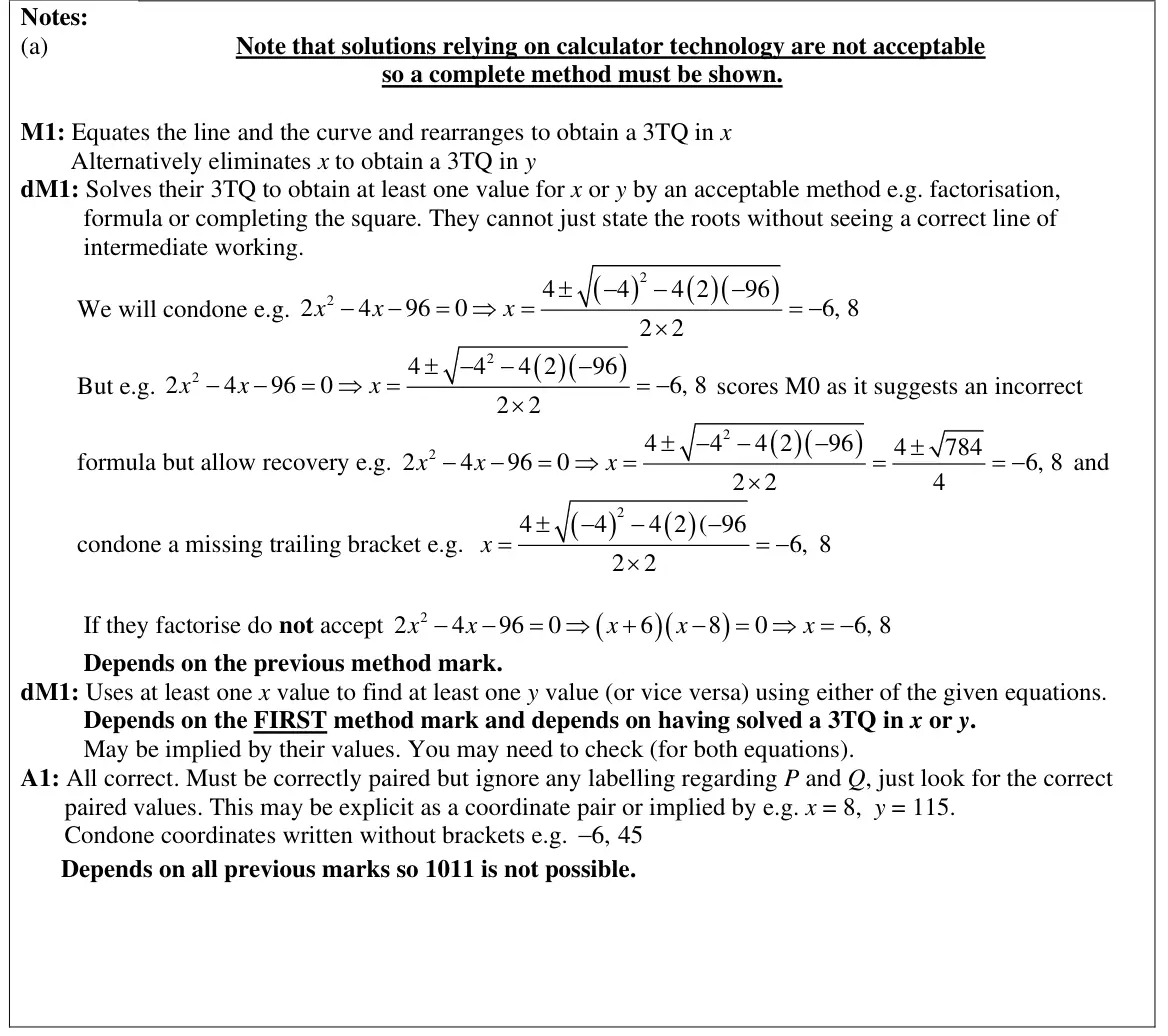 Notes:
(a) Note that solutions relying on calculator technology are not acceptable
so a complete method must be shown.
M1: Equates the line and the curve and rearranges to obtain a 3TQ in x
Alternatively eliminates x to obtain a 3TQ in y
dM1: Solves their 3TQ to obtain at least one value for x or y by an acceptable method e.g. factorisation,
formula or completing the square. They cannot just state the roots without seeing a correct line of
intermediate working.
We will condone e.g. 2x² − 4x − 96 = 0 ⇒ x = (4 ± √((−4)² − 4(2)(−96)))/(2×2) = −6, 8
But e.g. 2x² − 4x − 96 = 0 ⇒ x = (4 ± √(−4² − 4(2)(−96)))/(2×2) = −6, 8 scores M0 as it suggests an incorrect
formula but allow recovery e.g. 2x² − 4x − 96 = 0 ⇒ x = (4 ± √(−4² − 4(2)(−96)))/(2×2) = (4 ± √784)/4 = −6, 8 and
condone a missing trailing bracket e.g. x = (4 ± √((−4)² − 4(2)(−96))/(2×2) = −6, 8
If they factorise do not accept 2x² − 4x − 96 = 0 ⇒ (x + 6)(x − 8) = 0 ⇒ x = −6, 8
Depends on the previous method mark.
dM1: Uses at least one x value to find at least one y value (or vice versa) using either of the given equations.
Depends on the FIRST method mark and depends on having solved a 3TQ in x or y.
May be implied by their values. You may need to check (for both equations).
A1: All correct. Must be correctly paired but ignore any labelling regarding P and Q, just look for the correct
paired values. This may be explicit as a coordinate pair or implied by e.g. x = 8, y = 115.
Condone coordinates written without brackets e.g. −6, 45
Depends on all previous marks so 1011 is not possible.